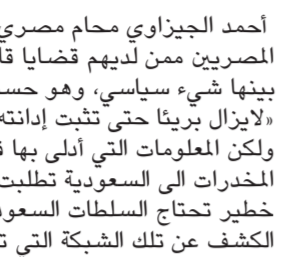 أحمد الجيزاوي محام مصري
المصريين ممن لديهم قضايا
بينها شيء سياسي، وهو
«لايزال بريئا حتى تثبت إدانته
ولكن المعلومات التي أدلى بها
المخدرات الى السعودية تطلبت
خطير تحتاج السلطات
الكشف عن تلك الشبكة التي